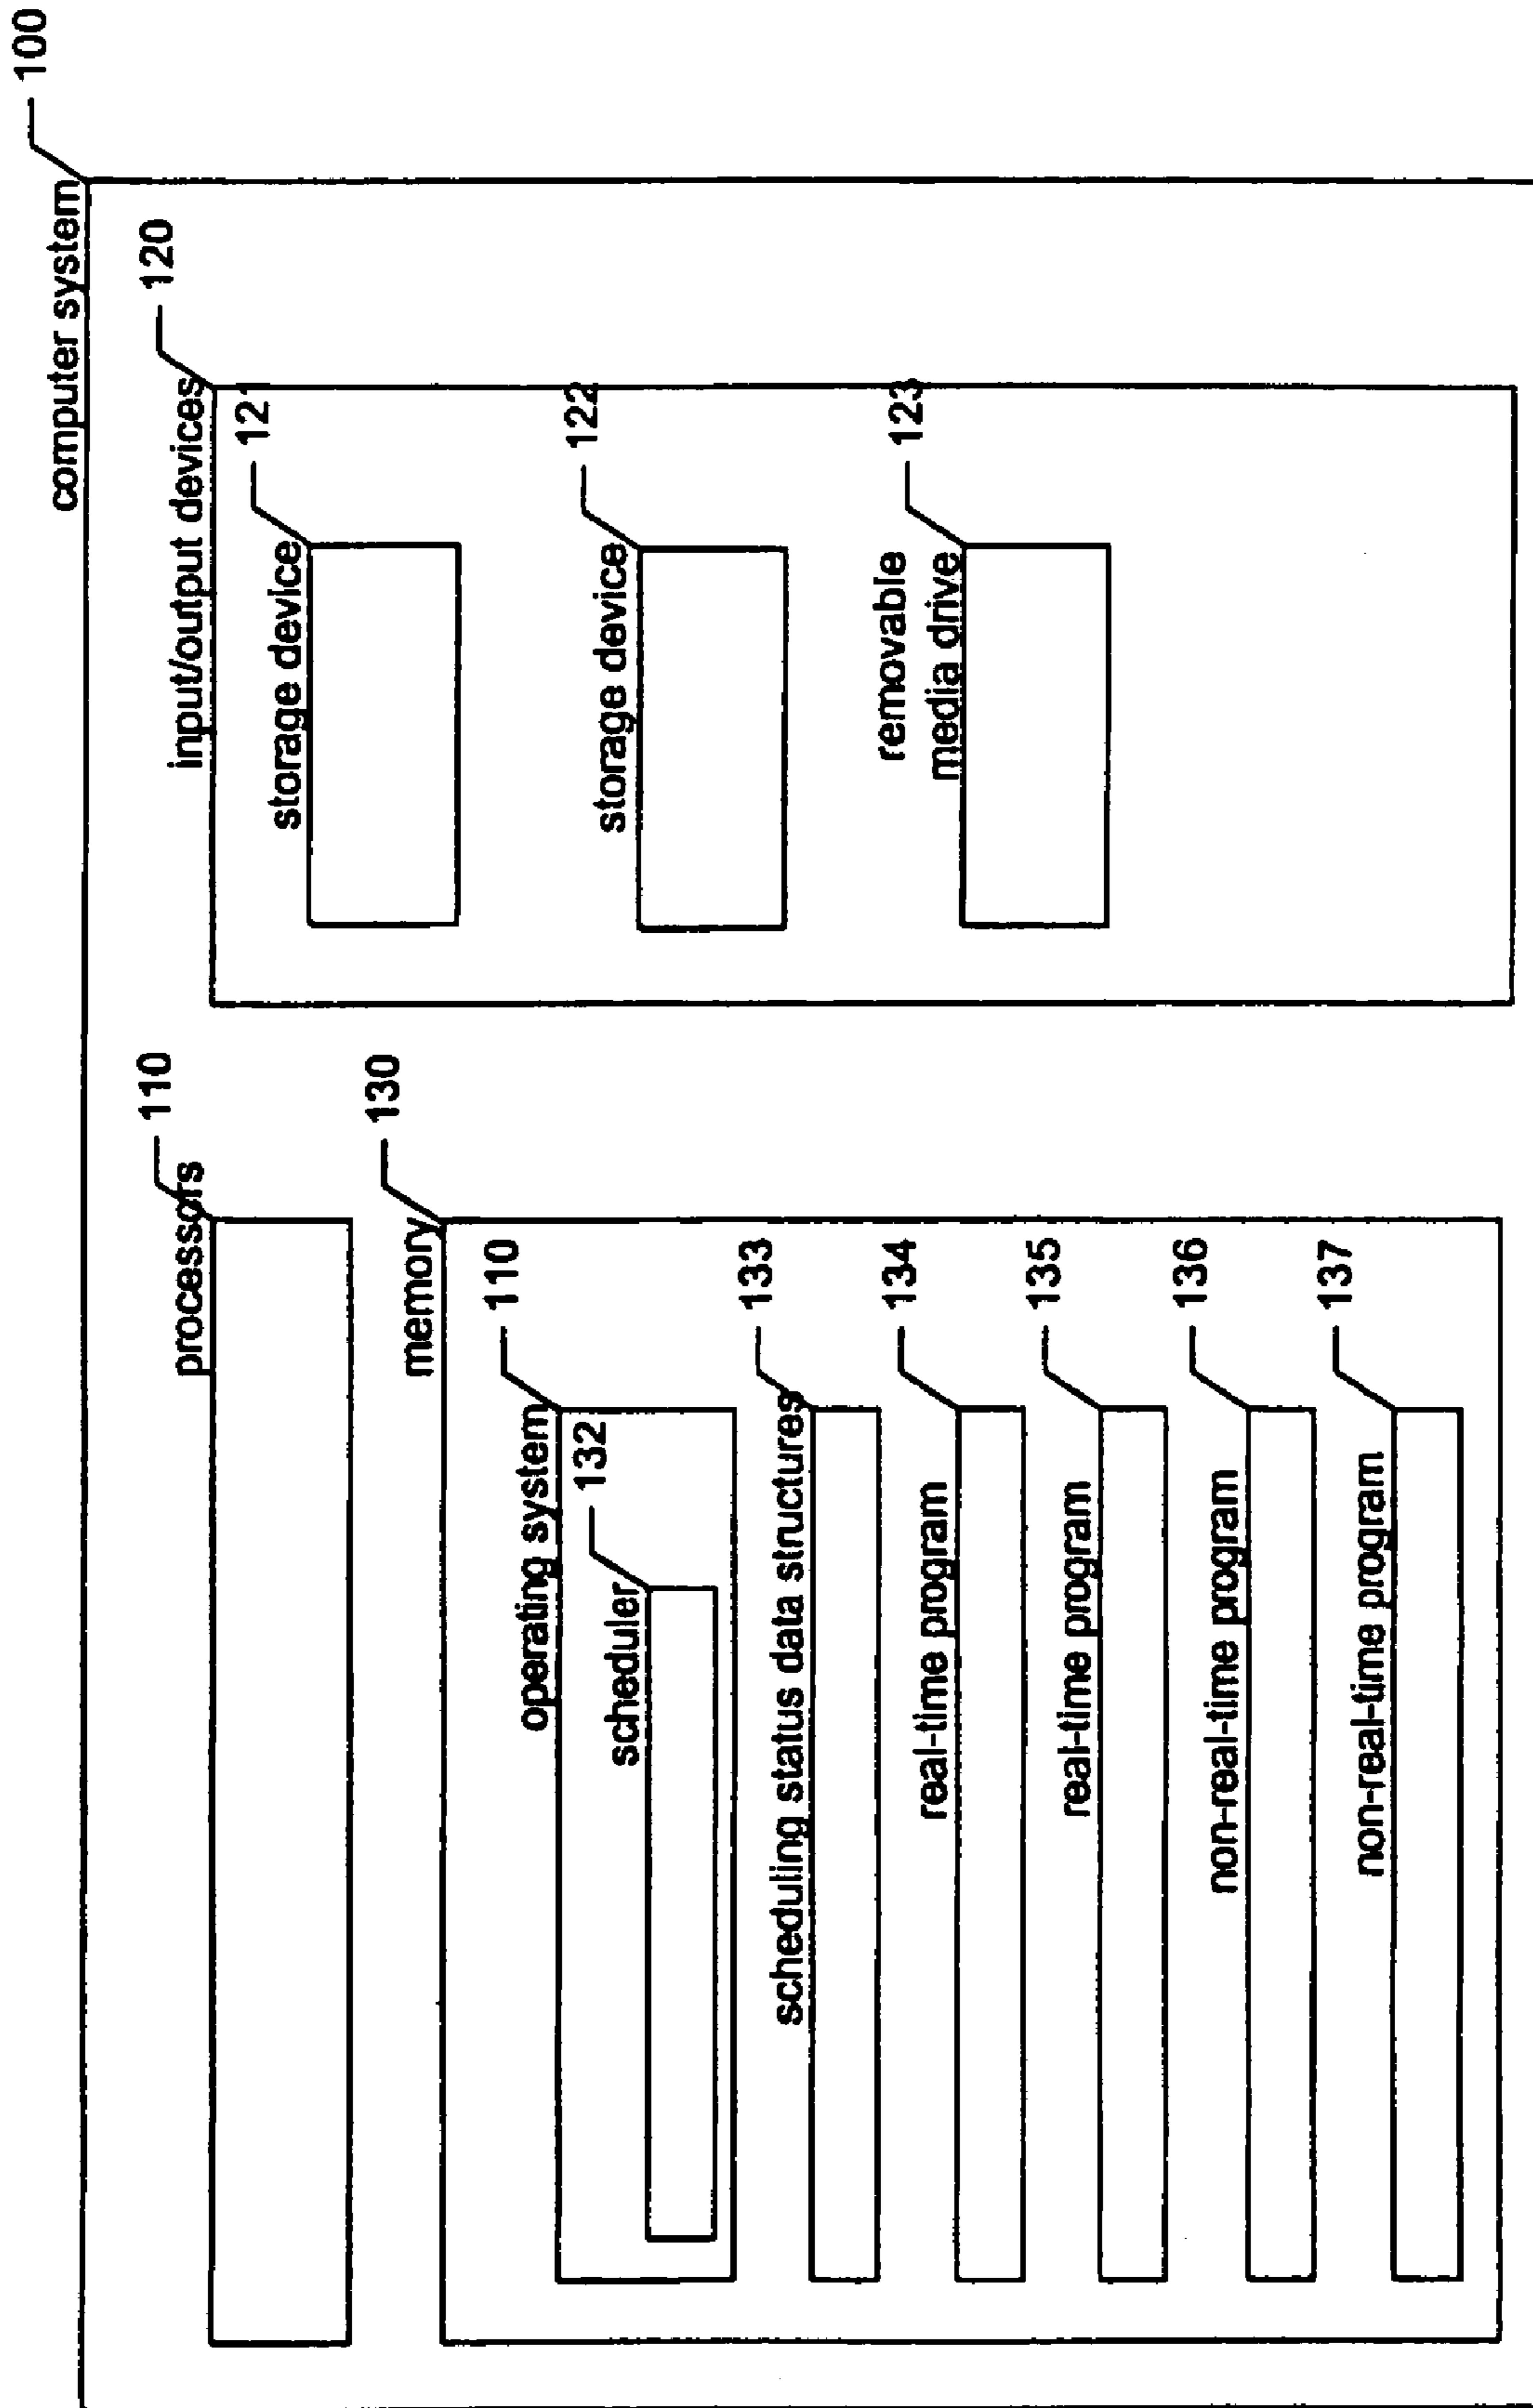 computer system 100
processors 110
memory 130
operating system 110
scheduler 132
scheduling status data structures 133
real-time program 134
real-time program 135
non-real-time program 136
non-real-time program 137
input/output devices 120
storage device 121
storage device 122
removable
media drive 123